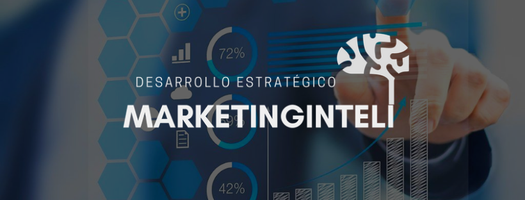 72%
DESARROLLO ESTRATÉGICO
MARKETINGINTELI
42%